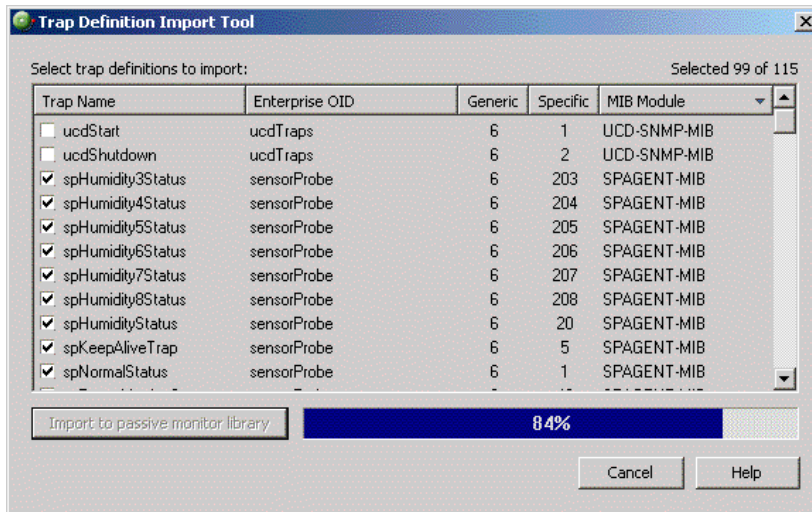 Trap Definition Import Tool
Select trap definitions to import: Selected 99 of 115
Trap Name Enterprise OID Generic Specific MIB Module
ucdStart ucdTraps 6 1 UCD-SNMP-MIB
ucdShutdown ucdTraps 6 2 UCD-SNMP-MIB
spHumidity3Status sensorProbe 6 203 SPAGENT-MIB
spHumidity4Status sensorProbe 6 204 SPAGENT-MIB
spHumidity5Status sensorProbe 6 205 SPAGENT-MIB
spHumidity6Status sensorProbe 6 206 SPAGENT-MIB
spHumidity7Status sensorProbe 6 207 SPAGENT-MIB
spHumidity8Status sensorProbe 6 208 SPAGENT-MIB
spHumidityStatus sensorProbe 6 20 SPAGENT-MIB
spKeepAliveTrap sensorProbe 6 5 SPAGENT-MIB
spNormalStatus sensorProbe 6 1 SPAGENT-MIB
Import to passive monitor library 84%
Cancel Help